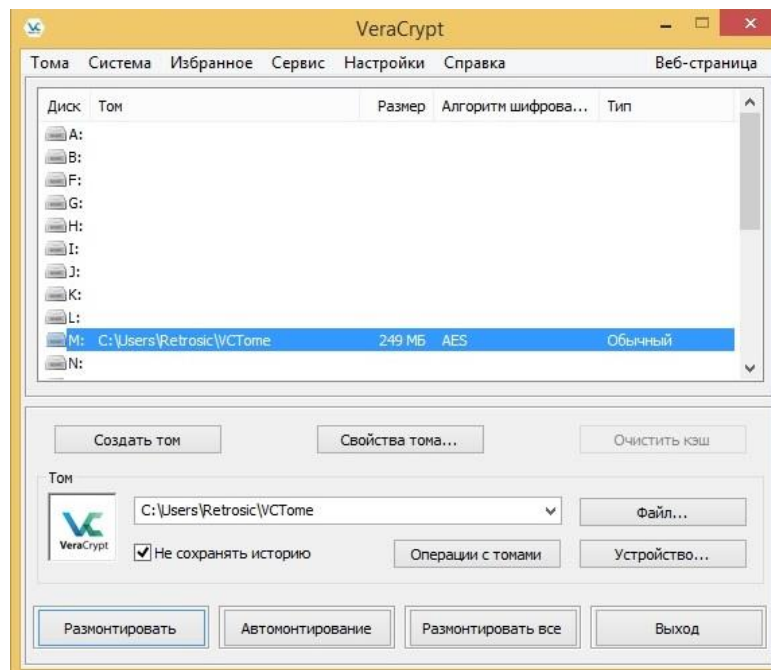 VeraCrypt
Тома Система Избранное Сервис Настройки Справка Веб-страница
Диск Том Размер Алгоритм шифрова... Тип
A:
B:
F:
G:
H:
I:
J:
K:
L:
M: C:\Users\Retrosic\VCTome 249 МБ AES Обычный
N:
Создать том Свойства тома... Очистить кэш
Том
C:\Users\Retrosic\VCTome Файл...
VeraCrypt Не сохранять историю Операции с томами Устройство...
Размонтировать Автомонтирование Размонтировать все Выход